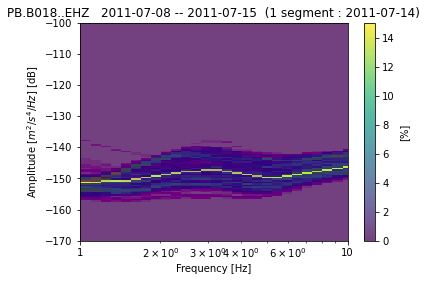 PB.B018..EHZ   2011-07-08 -- 2011-07-15  (1 segment : 2011-07-14)
−100
−110
−120
−130
−140
−150
−160
−170
Amplitude [m²/s⁴/Hz] [dB]
1
2 × 10⁰
3 × 10⁰
4 × 10⁰
6 × 10⁰
10
Frequency [Hz]
14
12
10
8
6
4
2
0
[%]